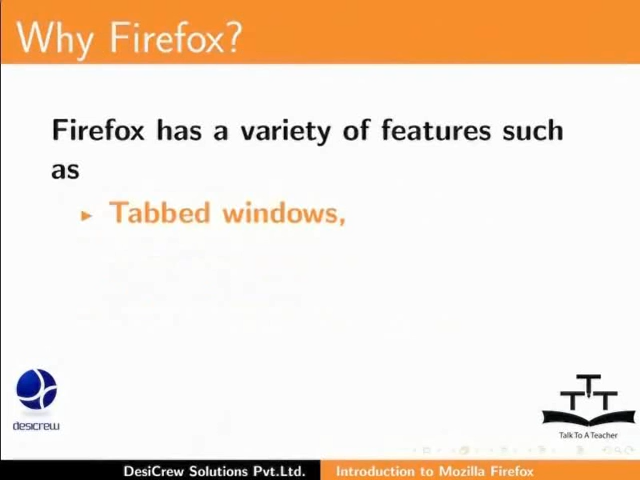 Why Firefox?
Firefox has a variety of features such
as
► Tabbed windows,
desicrew
T T T
Talk To A Teacher
DesiCrew Solutions Pvt.Ltd.
Introduction to Mozilla Firefox